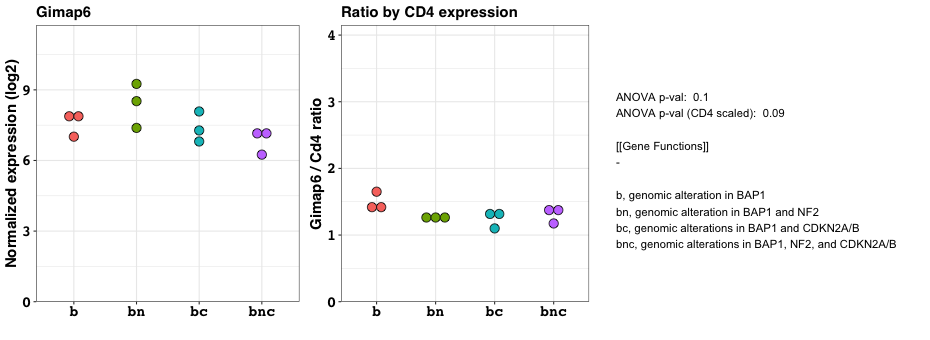 Gimap6
Normalized expression (log2)
9
6
3
0
b bn bc bnc
Ratio by CD4 expression
Gimap6 / Cd4 ratio
4
3
2
1
0
b bn bc bnc
ANOVA p-val: 0.1
ANOVA p-val (CD4 scaled): 0.09
[[Gene Functions]]
-
b, genomic alteration in BAP1
bn, genomic alteration in BAP1 and NF2
bc, genomic alterations in BAP1 and CDKN2A/B
bnc, genomic alterations in BAP1, NF2, and CDKN2A/B